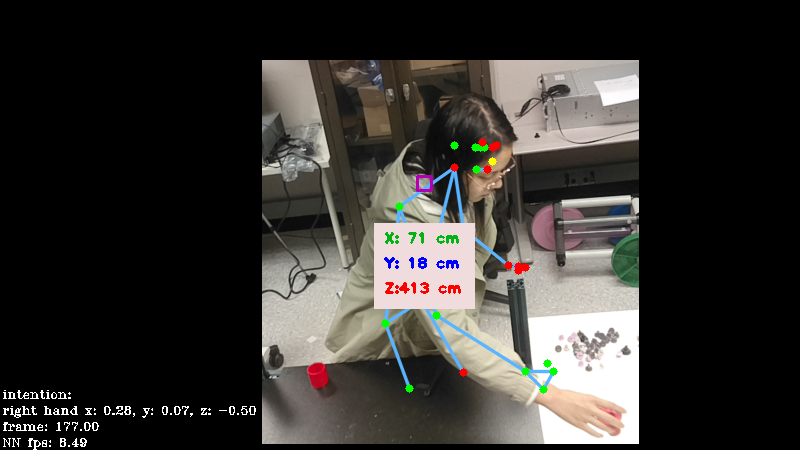 X: 71 cm
Y: 18 cm
Z:413 cm
intention:
right hand x: 0.28, y: 0.07, z: -0.50
frame: 177.00
NN fps: 8.49